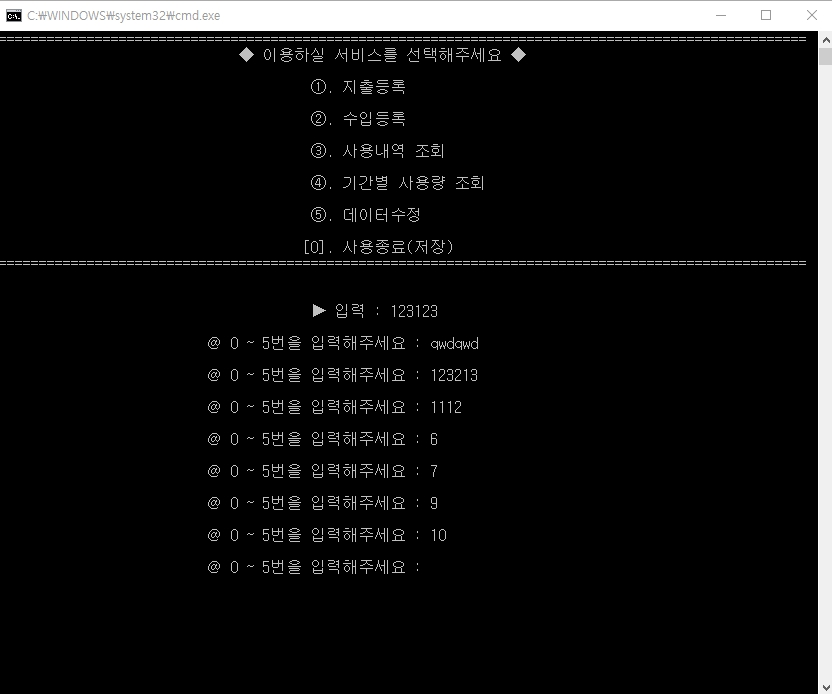 C:₩WINDOWS₩system32₩cmd.exe
=====================================================================================================
◆ 이용하실 서비스를 선택해주세요 ◆
①. 지출등록
②. 수입등록
③. 사용내역 조회
④. 기간별 사용량 조회
⑤. 데이터수정
[0]. 사용종료(저장)
=====================================================================================================
▶ 입력 : 123123
@ 0 ~ 5번을 입력해주세요 : qwdqwd
@ 0 ~ 5번을 입력해주세요 : 123213
@ 0 ~ 5번을 입력해주세요 : 1112
@ 0 ~ 5번을 입력해주세요 : 6
@ 0 ~ 5번을 입력해주세요 : 7
@ 0 ~ 5번을 입력해주세요 : 9
@ 0 ~ 5번을 입력해주세요 : 10
@ 0 ~ 5번을 입력해주세요 :